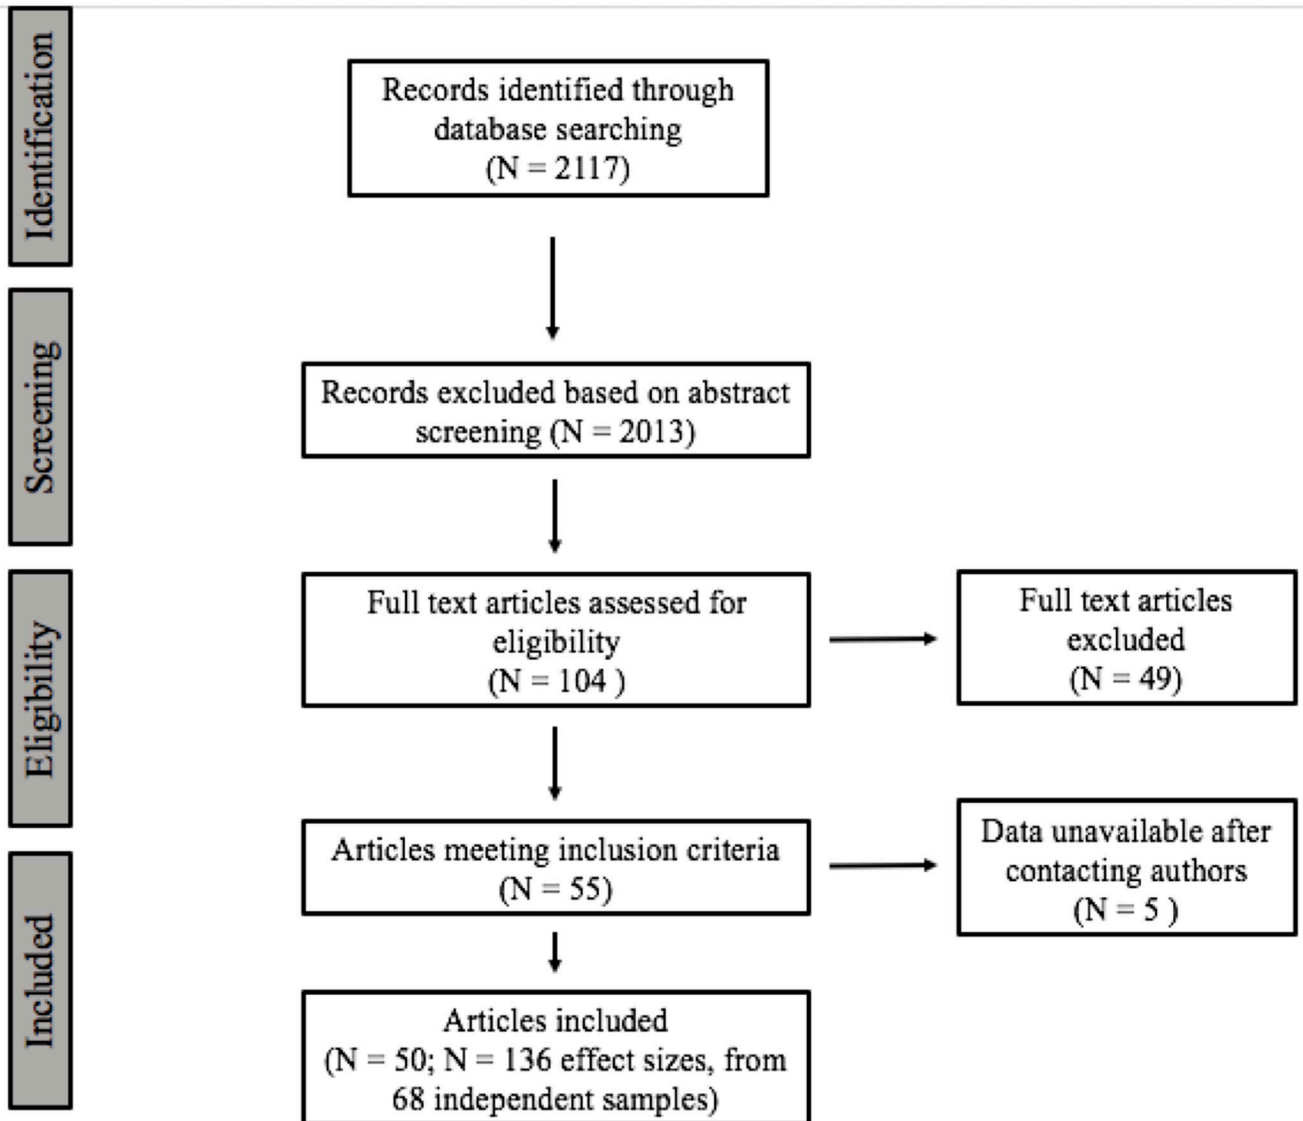 Identification
Records identified through
database searching
(N = 2117)
Screening
Records excluded based on abstract
screening (N = 2013)
Eligibility
Full text articles assessed for
eligibility
(N = 104 )
Full text articles
excluded
(N = 49)
Articles meeting inclusion criteria
(N = 55)
Data unavailable after
contacting authors
(N = 5 )
Included
Articles included
(N = 50; N = 136 effect sizes, from
68 independent samples)